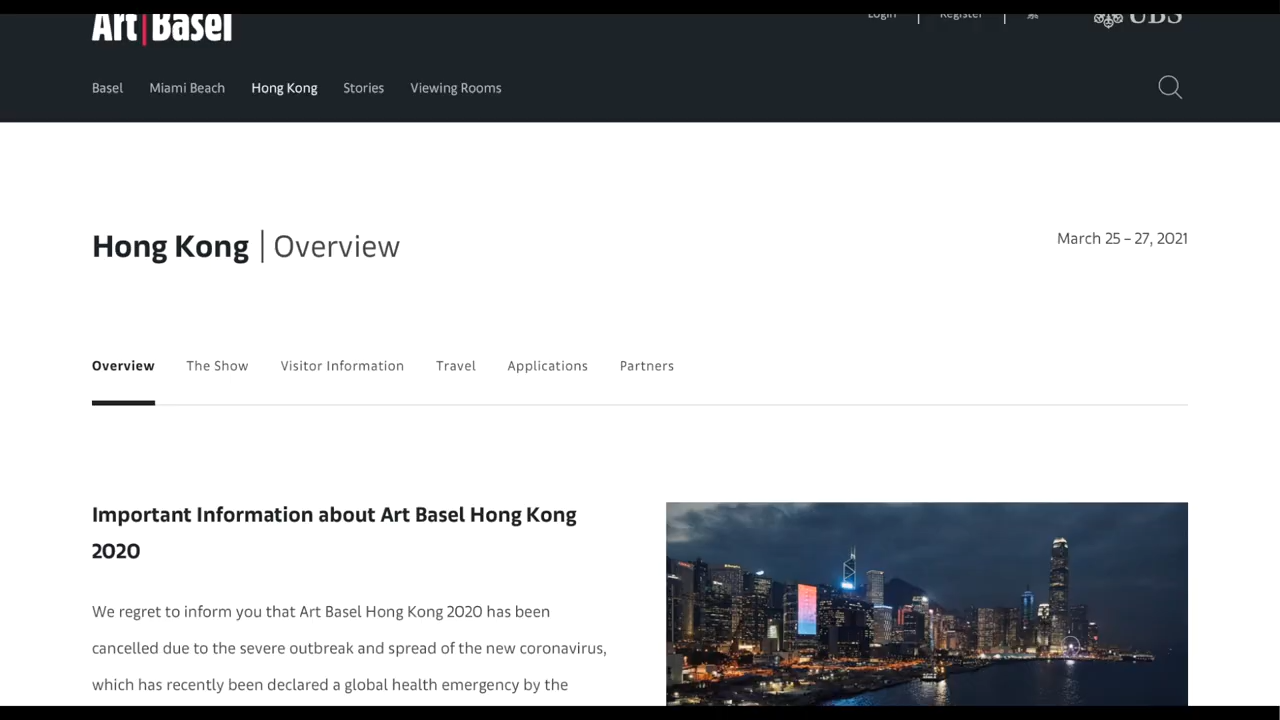 Art Basel
Login
Register
UBS
Basel
Miami Beach
Hong Kong
Stories
Viewing Rooms
Hong Kong | Overview
March 25 – 27, 2021
Overview
The Show
Visitor Information
Travel
Applications
Partners
Important Information about Art Basel Hong Kong
2020
We regret to inform you that Art Basel Hong Kong 2020 has been
cancelled due to the severe outbreak and spread of the new coronavirus,
which has recently been declared a global health emergency by the